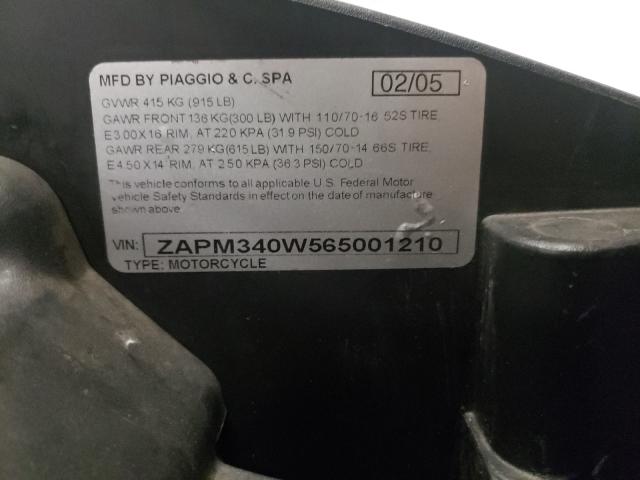 MFD BY PIAGGIO & C. SPA 02/05
GVWR 415 KG (915 LB)
GAWR FRONT 136 KG(300 LB) WITH 110/70-16 52S TIRE,
E3.00X16 RIM, AT 220 KPA (31.9 PSI) COLD
GAWR REAR 279 KG(615 LB) WITH 150/70-14 66S TIRE,
E4.50X14 RIM, AT 250 KPA (36.3 PSI) COLD
This vehicle conforms to all applicable U.S. Federal Motor
vehicle Safety Standards in effect on the date of manufacture
shown above
VIN: ZAPM340W565001210
TYPE: MOTORCYCLE